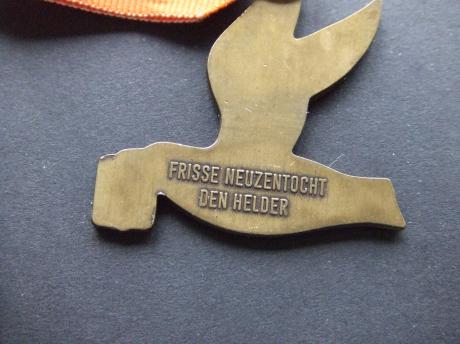 FRISSE NEUZENTOCHT
DEN HELDER